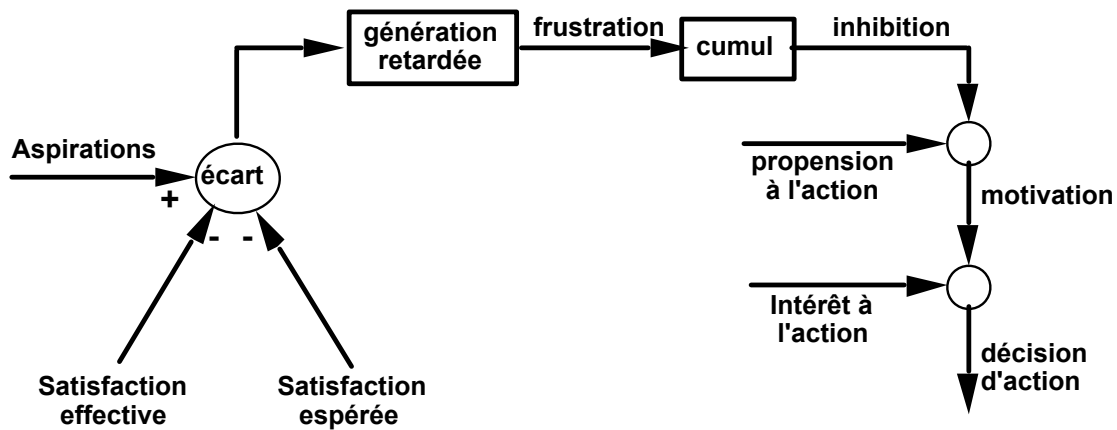 génération
retardée
frustration
cumul
inhibition
Aspirations
+
écart
- -
propension
à l'action
motivation
Intérêt à
l'action
Satisfaction
effective
Satisfaction
espérée
décision
d'action